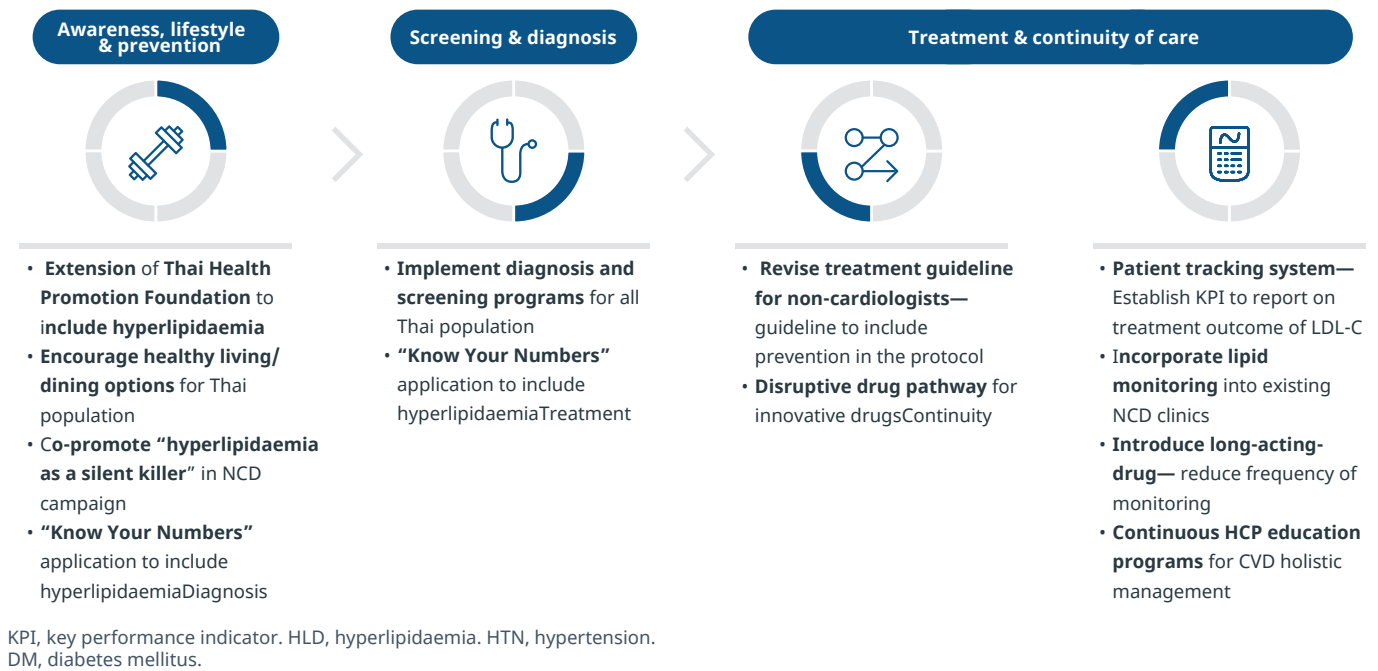 Awareness, lifestyle
& prevention
Screening & diagnosis
Treatment & continuity of care
• Extension of Thai Health
Promotion Foundation to
include hyperlipidaemia
• Encourage healthy living/
dining options for Thai
population
• Co-promote “hyperlipidaemia
as a silent killer” in NCD
campaign
• “Know Your Numbers”
application to include
hyperlipidaemiaDiagnosis
• Implement diagnosis and
screening programs for all
Thai population
• “Know Your Numbers”
application to include
hyperlipidaemiaTreatment
• Revise treatment guideline
for non-cardiologists—
guideline to include
prevention in the protocol
• Disruptive drug pathway for
innovative drugsContinuity
• Patient tracking system—
Establish KPI to report on
treatment outcome of LDL-C
• Incorporate lipid
monitoring into existing
NCD clinics
• Introduce long-acting-
drug— reduce frequency of
monitoring
• Continuous HCP education
programs for CVD holistic
management
KPI, key performance indicator. HLD, hyperlipidaemia. HTN, hypertension.
DM, diabetes mellitus.